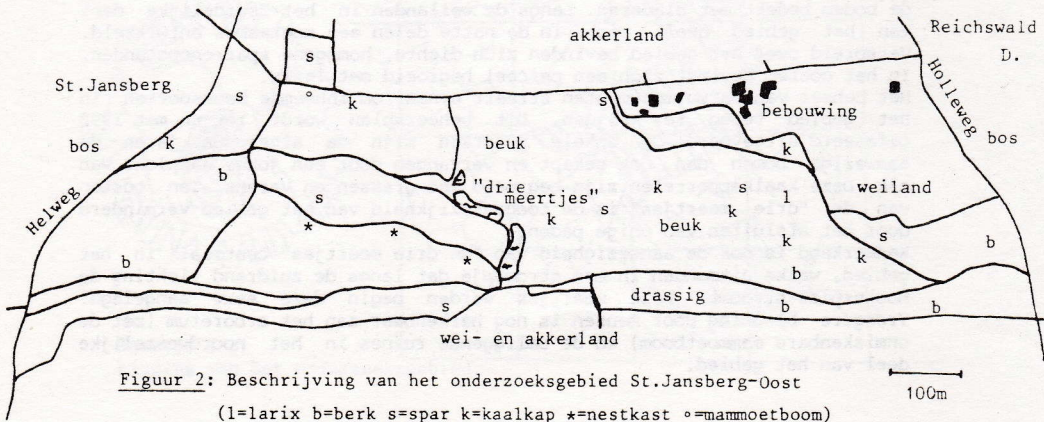 akkerland
Reichswald
D.
St.Jansberg
s
s
k
s
bebouwing
Holleweg
bos
bos
k
beuk
k
Helweg
b
s
"drie
meertjes
"
k
k
beuk
k
l
k
weiland
s
k
b
b
b
b
drassig
b
b
s
wei- en akkerland
Figuur 2: Beschrijving van het onderzoeksgebied St.Jansberg-Oost
100m
(l=larix b=berk s=spar k=kaalkap *=nestkast °=mammoetboom)